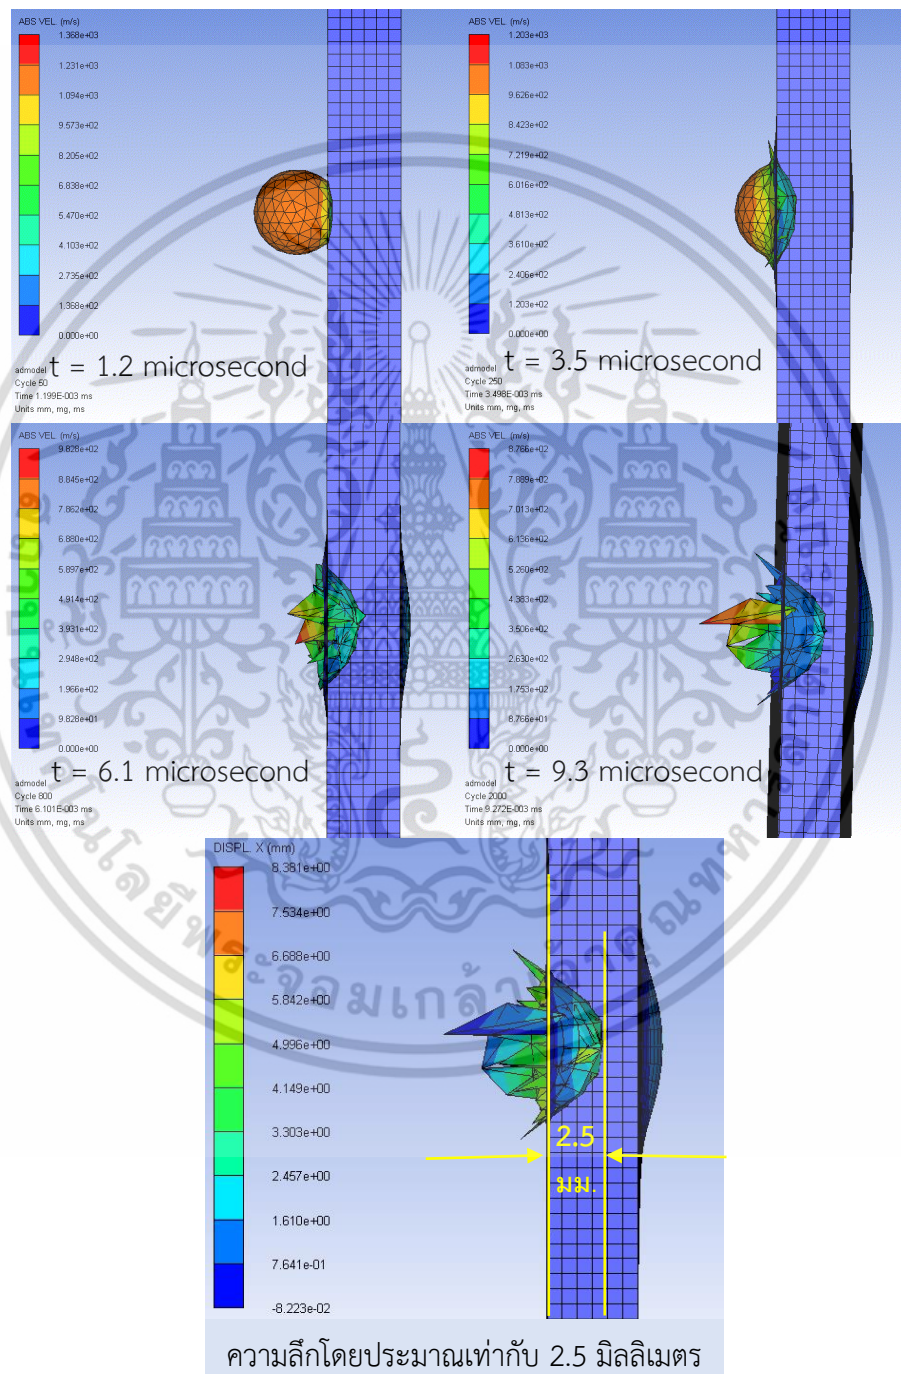 ABS VEL. (m/s)
1.368e+03
1.231e+03
1.094e+03
9.573e+02
8.205e+02
6.838e+02
5.470e+02
4.103e+02
2.735e+02
1.368e+02
0.000e+00
t = 1.2 microsecond
admodel
Cycle 50
Time 1.199E-003 ms
Units mm, mg, ms
ABS VEL. (m/s)
1.203e+03
1.083e+03
9.626e+02
8.423e+02
7.219e+02
6.016e+02
4.813e+02
3.610e+02
2.406e+02
1.203e+02
0.000e+00
t = 3.5 microsecond
admodel
Cycle 250
Time 3.498E-003 ms
Units mm, mg, ms
ABS VEL. (m/s)
9.828e+02
8.845e+02
7.862e+02
6.880e+02
5.897e+02
4.914e+02
3.931e+02
2.948e+02
1.966e+02
9.828e+01
0.000e+00
t = 6.1 microsecond
admodel
Cycle 800
Time 6.101E-003 ms
Units mm, mg, ms
ABS VEL. (m/s)
8.766e+02
7.889e+02
7.013e+02
6.136e+02
5.260e+02
4.383e+02
3.506e+02
2.630e+02
1.753e+02
8.766e+01
0.000e+00
t = 9.3 microsecond
admodel
Cycle 2000
Time 9.272E-003 ms
Units mm, mg, ms
DISPL. X (mm)
8.381e+00
7.534e+00
6.688e+00
5.842e+00
4.996e+00
4.149e+00
3.303e+00
2.457e+00
1.610e+00
7.641e-01
-8.223e-02
2.5
มม.
ความลึกโดยประมาณเท่ากับ 2.5 มิลลิเมตร